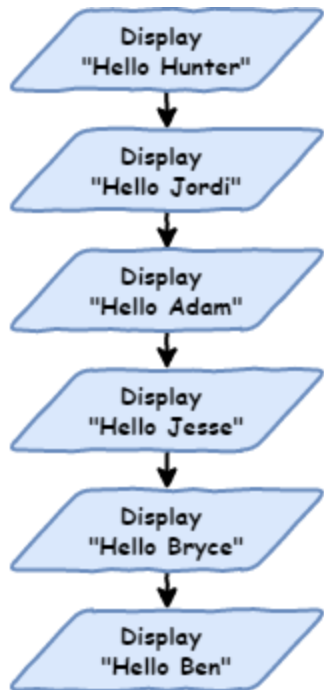 Display
"Hello Hunter"
Display
"Hello Jordi"
Display
"Hello Adam"
Display
"Hello Jesse"
Display
"Hello Bryce"
Display
"Hello Ben"